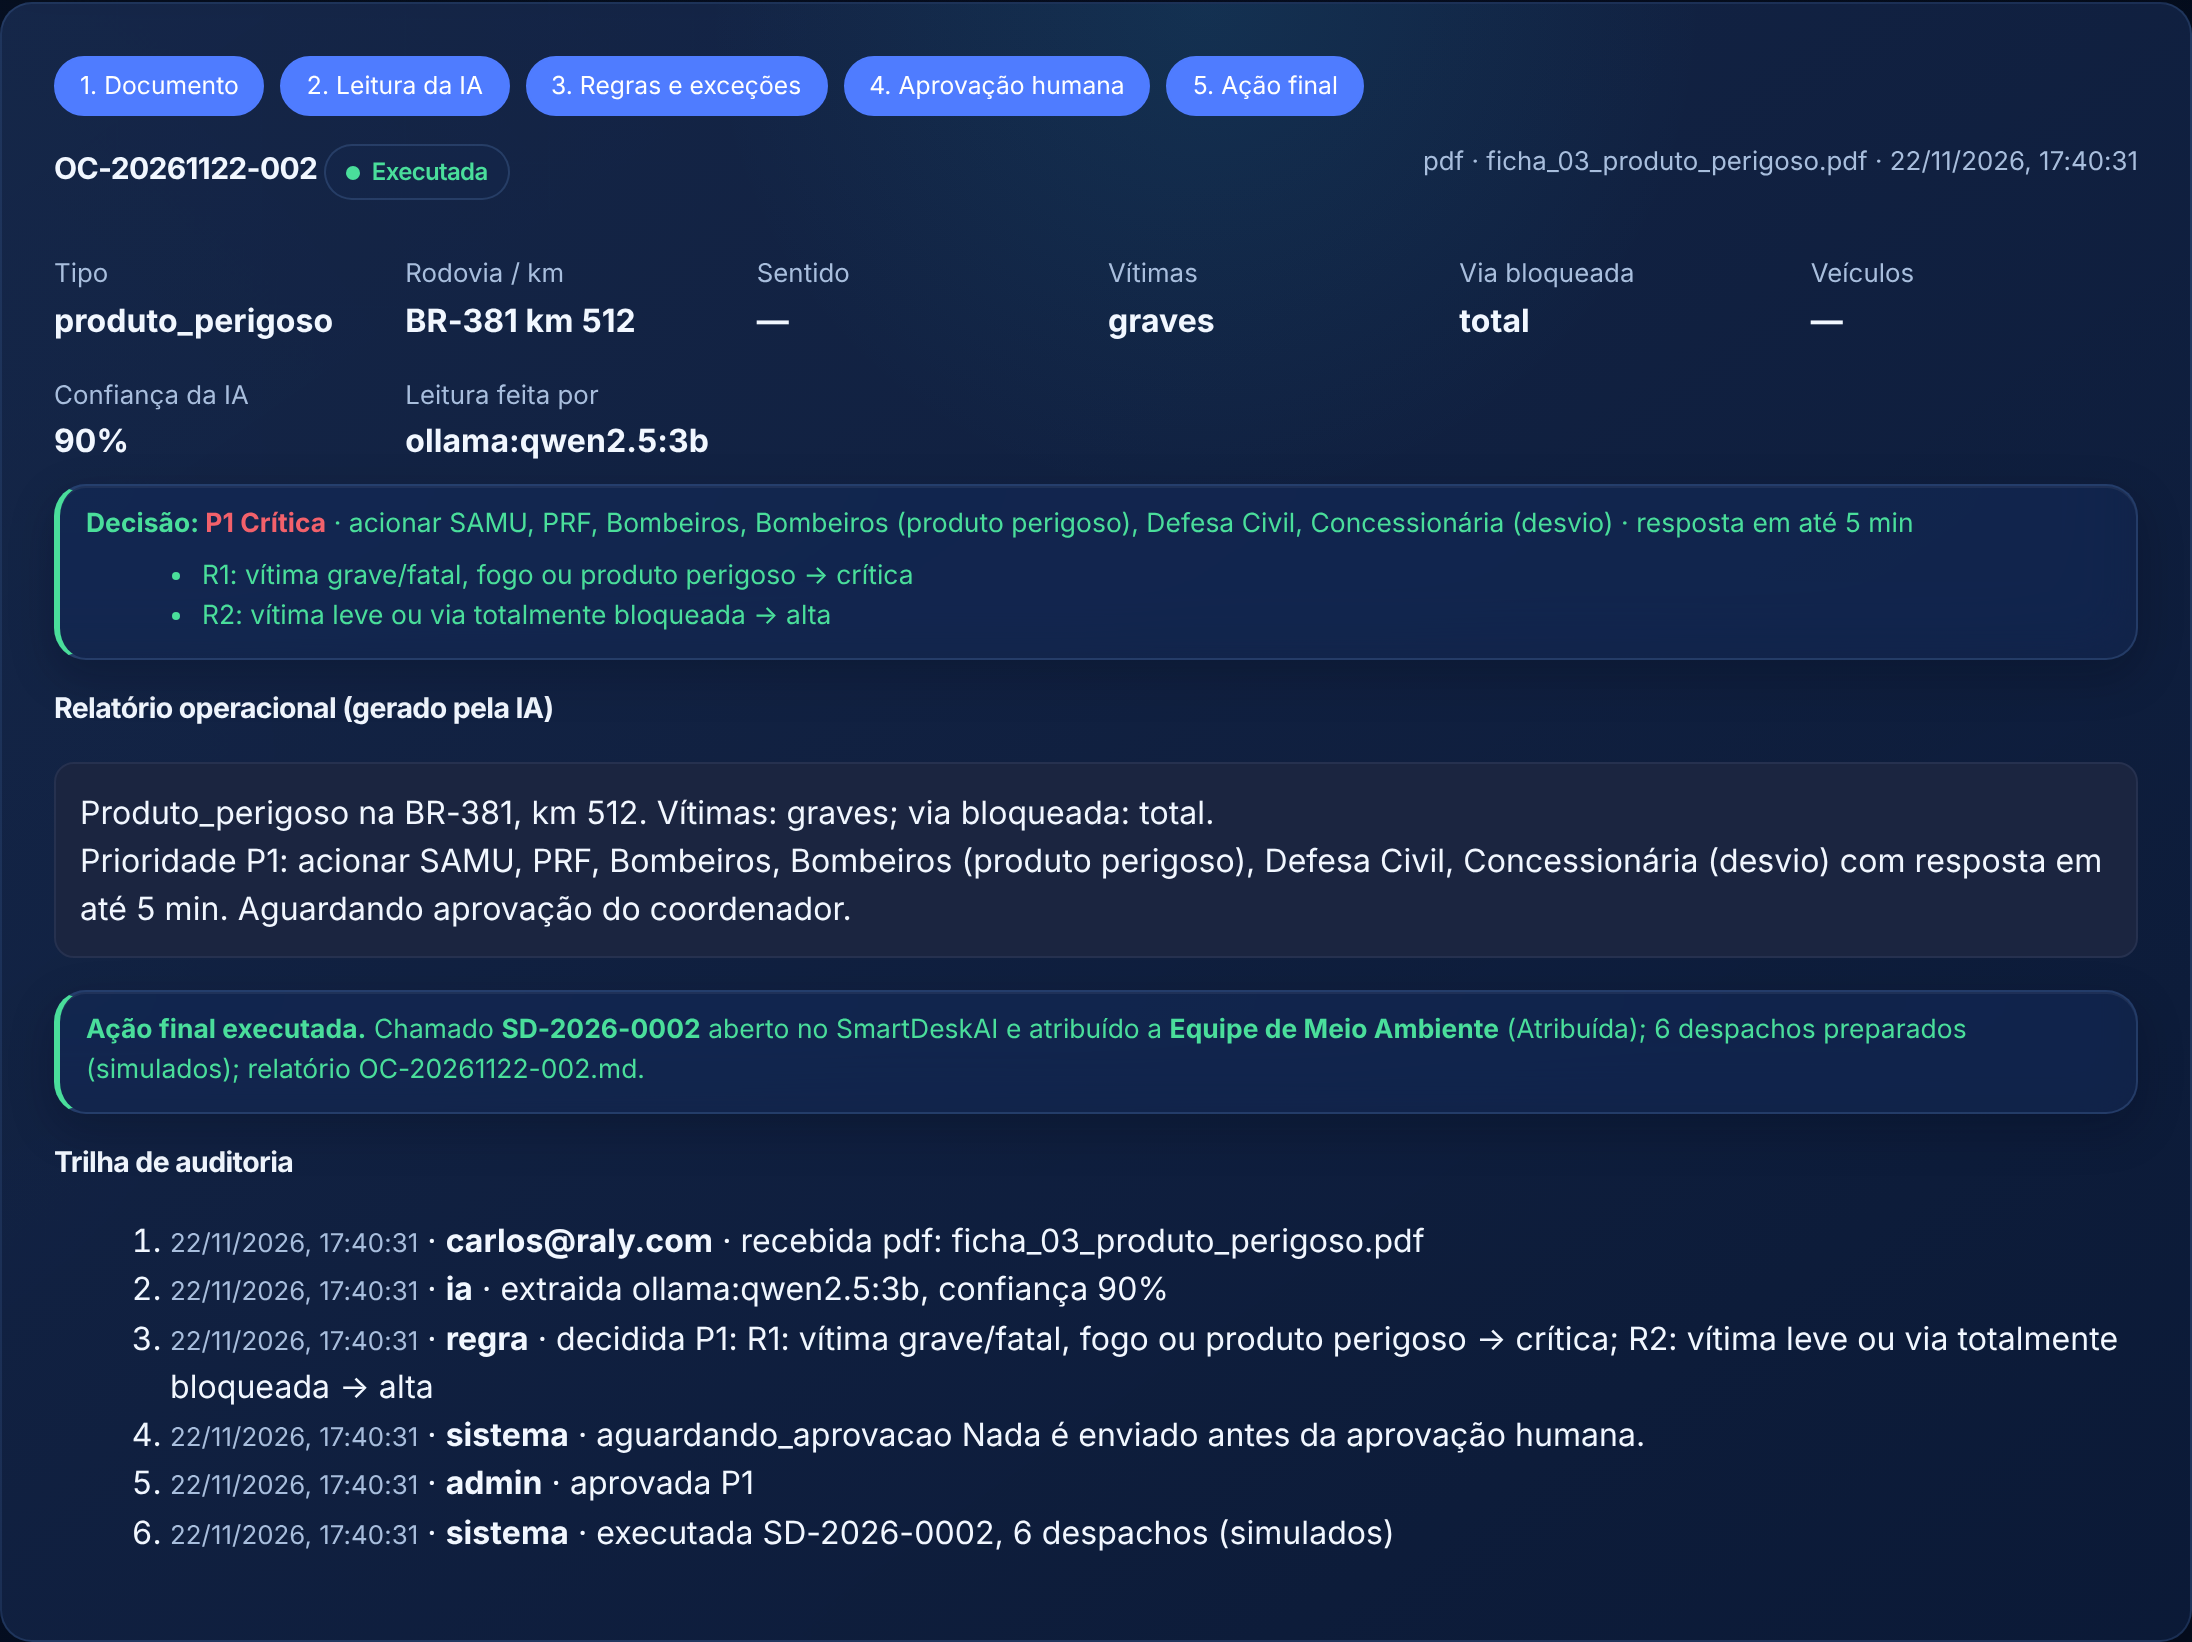 1. Documento
2. Leitura da IA
3. Regras e exceções
4. Aprovação humana
5. Ação final
OC-20261122-002
Executada
pdf · ficha_03_produto_perigoso.pdf · 22/11/2026, 17:40:31
Tipo
produto_perigoso
Rodovia / km
BR-381 km 512
Sentido
—
Vítimas
graves
Via bloqueada
total
Veículos
—
Confiança da IA
90%
Leitura feita por
ollama:qwen2.5:3b
Decisão: P1 Crítica · acionar SAMU, PRF, Bombeiros, Bombeiros (produto perigoso), Defesa Civil, Concessionária (desvio) · resposta em até 5 min
• R1: vítima grave/fatal, fogo ou produto perigoso → crítica
• R2: vítima leve ou via totalmente bloqueada → alta
Relatório operacional (gerado pela IA)
Produto_perigoso na BR-381, km 512. Vítimas: graves; via bloqueada: total.
Prioridade P1: acionar SAMU, PRF, Bombeiros, Bombeiros (produto perigoso), Defesa Civil, Concessionária (desvio) com resposta em
até 5 min. Aguardando aprovação do coordenador.
Ação final executada. Chamado SD-2026-0002 aberto no SmartDeskAI e atribuído a Equipe de Meio Ambiente (Atribuída); 6 despachos preparados
(simulados); relatório OC-20261122-002.md.
Trilha de auditoria
1. 22/11/2026, 17:40:31 · carlos@raly.com · recebida pdf: ficha_03_produto_perigoso.pdf
2. 22/11/2026, 17:40:31 · ia · extraida ollama:qwen2.5:3b, confiança 90%
3. 22/11/2026, 17:40:31 · regra · decidida P1: R1: vítima grave/fatal, fogo ou produto perigoso → crítica; R2: vítima leve ou via totalmente
bloqueada → alta
4. 22/11/2026, 17:40:31 · sistema · aguardando_aprovacao Nada é enviado antes da aprovação humana.
5. 22/11/2026, 17:40:31 · admin · aprovada P1
6. 22/11/2026, 17:40:31 · sistema · executada SD-2026-0002, 6 despachos (simulados)